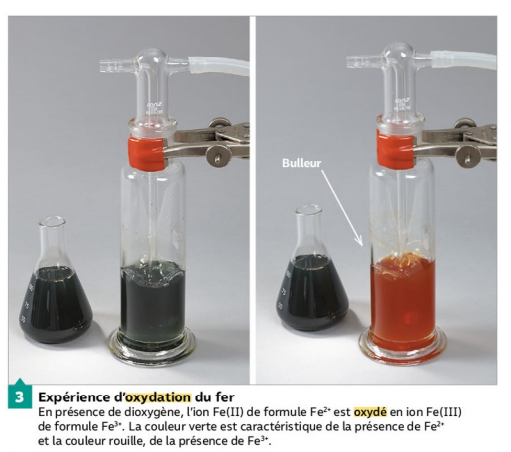 Bulleur
3 Expérience d'oxydation du fer
En présence de dioxygène, l'ion Fe(II) de formule Fe²⁺ est oxydé en ion Fe(III)
de formule Fe³⁺. La couleur verte est caractéristique de la présence de Fe²⁺
et la couleur rouille, de la présence de Fe³⁺.